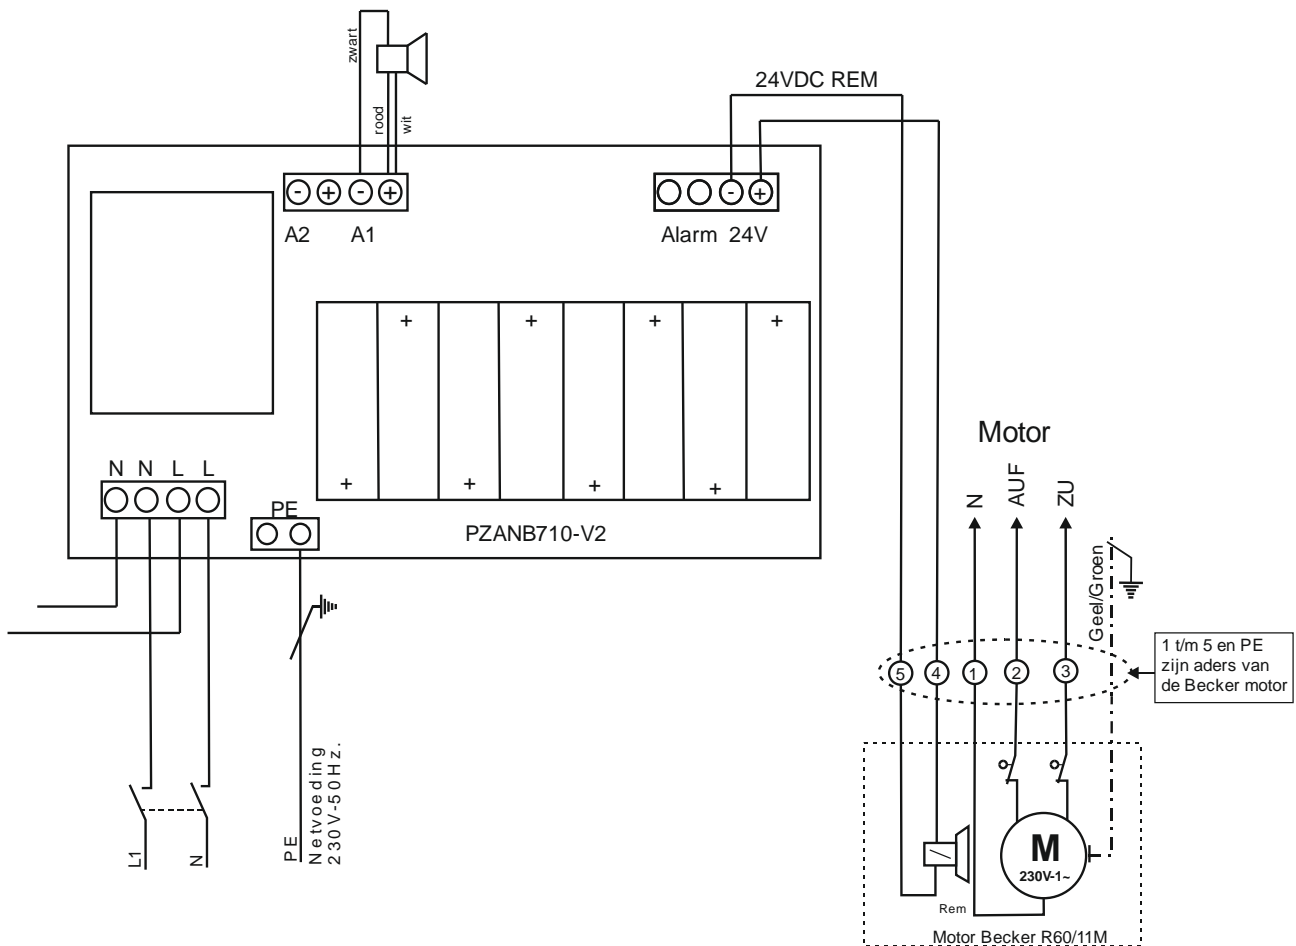 zwart
rood
wit
24VDC REM
- + - +
- +
A2 A1
Alarm 24V
+ + + +
+ + + +
N N L L
PE
PZANB710-V2
Motor
N
AUF
ZU
Geel/Groen
1 t/m 5 en PE
zijn aders van
de Becker motor
5 4 1 2 3
L1
N
PE
Netvoeding
230V-50Hz.
M
230V-1~
Rem
Motor Becker R60/11M